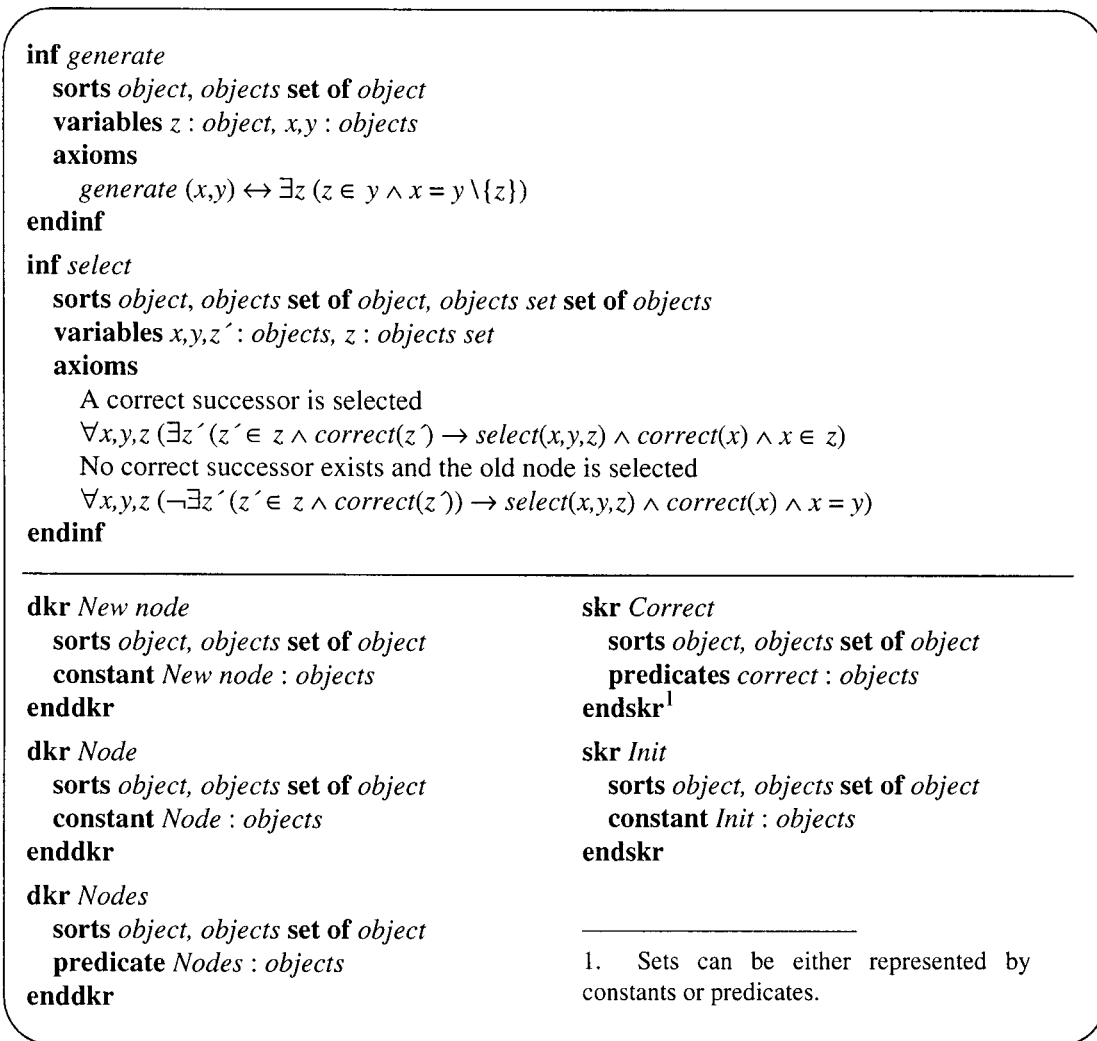 inf generate
sorts object, objects set of object
variables z : object, x,y : objects
axioms
generate (x,y) ↔ ∃z (z ∈ y ∧ x = y \{z})
endinf
inf select
sorts object, objects set of object, objects set set of objects
variables x,y,z´ : objects, z : objects set
axioms
A correct successor is selected
∀x,y,z (∃z´ (z´ ∈ z ∧ correct(z´) → select(x,y,z) ∧ correct(x) ∧ x ∈ z)
No correct successor exists and the old node is selected
∀x,y,z (¬∃z´ (z´ ∈ z ∧ correct(z´)) → select(x,y,z) ∧ correct(x) ∧ x = y)
endinf
dkr New node
sorts object, objects set of object
constant New node : objects
enddkr
dkr Node
sorts object, objects set of object
constant Node : objects
enddkr
dkr Nodes
sorts object, objects set of object
predicate Nodes : objects
enddkr
skr Correct
sorts object, objects set of object
predicates correct : objects
endskr¹
skr Init
sorts object, objects set of object
constant Init : objects
endskr
1. Sets can be either represented by
constants or predicates.